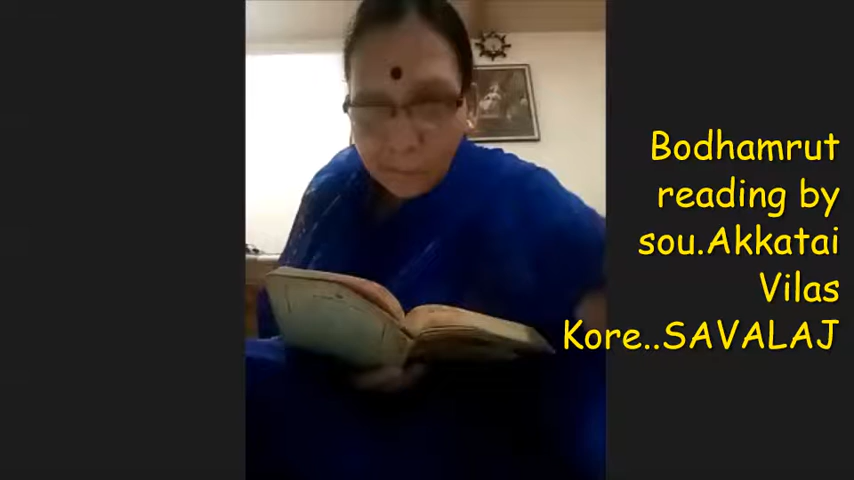 Bodhamrut
reading by
sou.Akkatai
Vilas
Kore..SAVALAJ